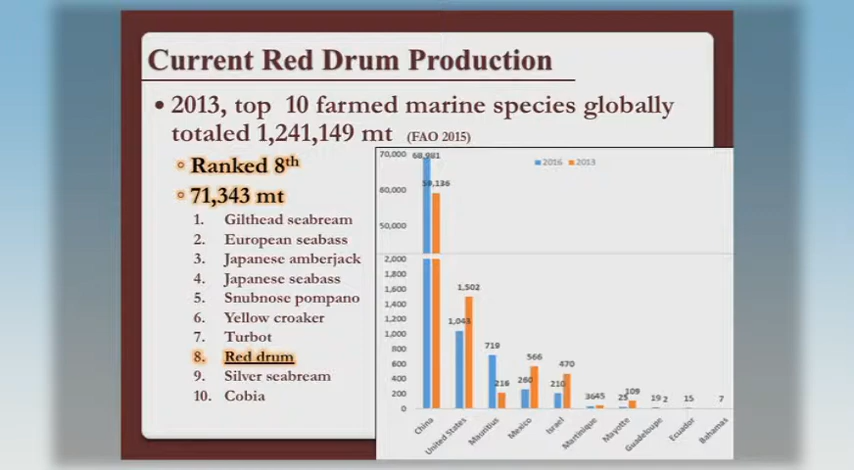 Current Red Drum Production
• 2013, top 10 farmed marine species globally
totaled 1,241,149 mt (FAO 2015)
Ranked 8th
71,343 mt
1. Gilthead seabream
2. European seabass
3. Japanese amberjack
4. Japanese seabass
5. Snubnose pompano
6. Yellow croaker
7. Turbot
8. Red drum
9. Silver seabream
10. Cobia
2016 2013
70,000
60,000
50,000
2,000
1,800
1,600
1,400
1,200
1,000
800
600
400
200
0
68,981
59,136
1,043
1,502
719
216
260
566
210
470
36 45
25 109
19 2
15
7
China
United States
Mauritius
Mexico
Israel
Martinique
Mayotte
Guadeloupe
Ecuador
Bahamas